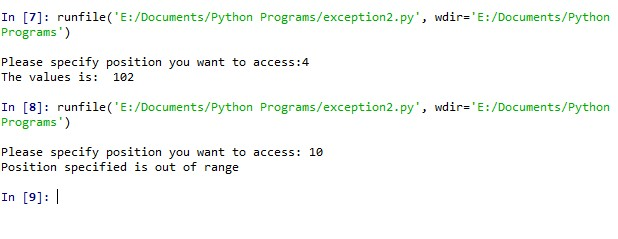 In [7]: runfile('E:/Documents/Python Programs/exception2.py', wdir='E:/Documents/Python
Programs')
Please specify position you want to access:4
The values is:  102
In [8]: runfile('E:/Documents/Python Programs/exception2.py', wdir='E:/Documents/Python
Programs')
Please specify position you want to access: 10
Position specified is out of range
In [9]: